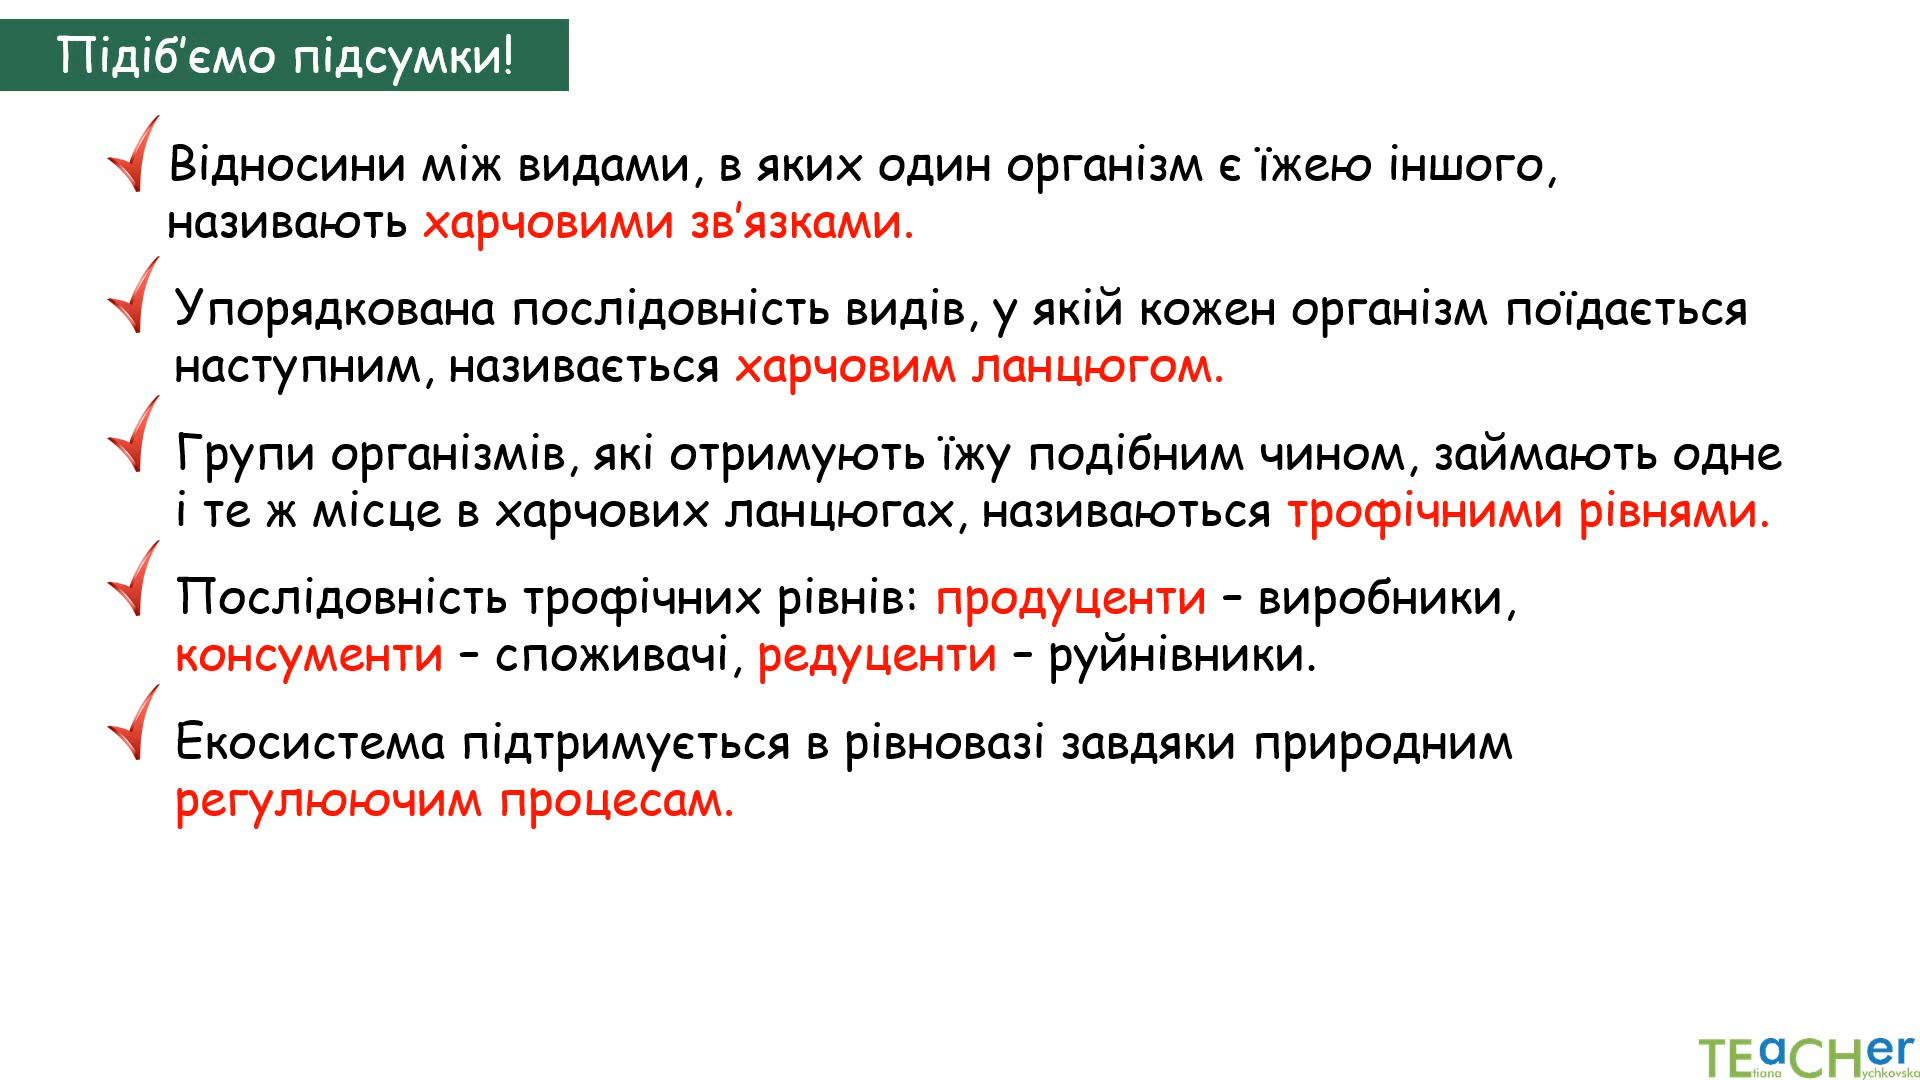 Підіб’ємо підсумки!
Відносини між видами, в яких один організм є їжею іншого,
називають харчовими зв’язками.
Упорядкована послідовність видів, у якій кожен організм поїдається
наступним, називається харчовим ланцюгом.
Групи організмів, які отримують їжу подібним чином, займають одне
і те ж місце в харчових ланцюгах, називаються трофічними рівнями.
Послідовність трофічних рівнів: продуценти – виробники,
консументи – споживачі, редуценти – руйнівники.
Екосистема підтримується в рівновазі завдяки природним
регулюючим процесам.
TEaCHer
tiana ychkovska